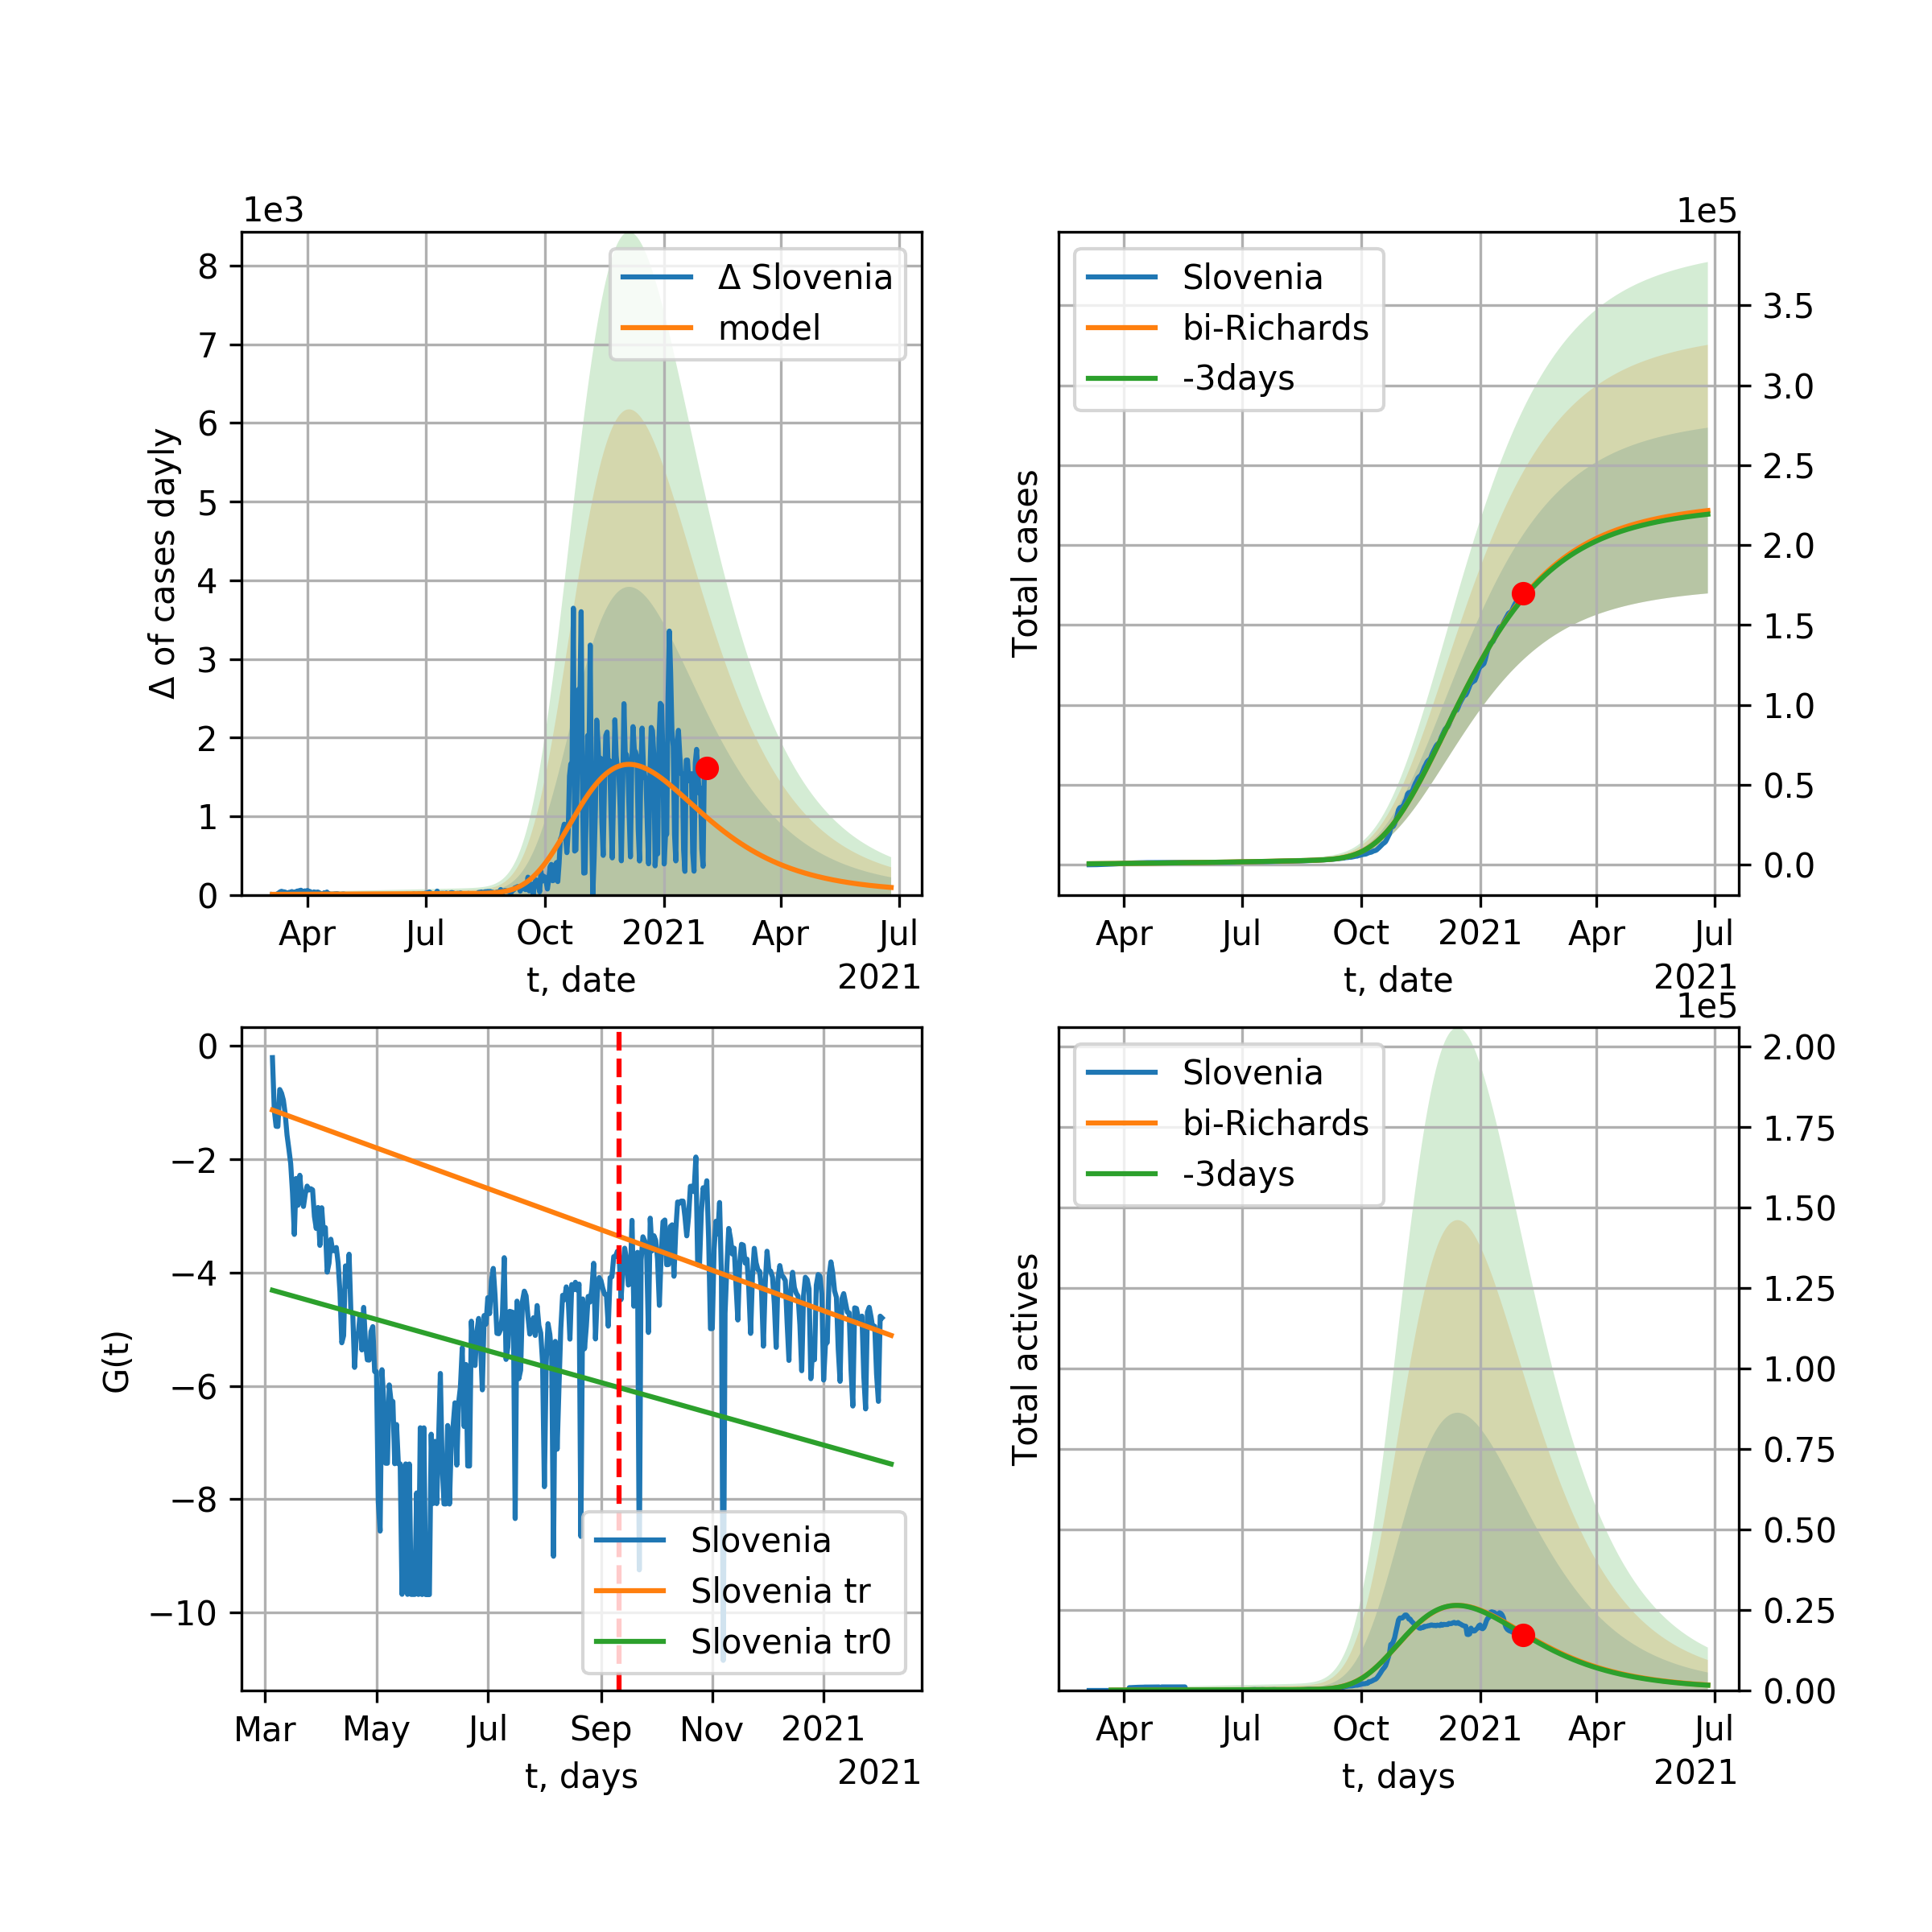 1e3
8
7
6
5
4
3
2
1
0
Δ of cases dayly
Δ Slovenia
model
Apr Jul Oct 2021 Apr Jul
t, date
2021
1e5
Slovenia
bi-Richards
-3days
Total cases
3.5
3.0
2.5
2.0
1.5
1.0
0.5
0.0
Apr Jul Oct 2021 Apr Jul
t, date
2021
0
−2
−4
−6
−8
−10
G(t)
Slovenia
Slovenia tr
Slovenia tr0
Mar May Jul Sep Nov 2021
t, days
2021
1e5
Slovenia
bi-Richards
-3days
Total actives
2.00
1.75
1.50
1.25
1.00
0.75
0.50
0.25
0.00
Apr Jul Oct 2021 Apr Jul
t, days
2021